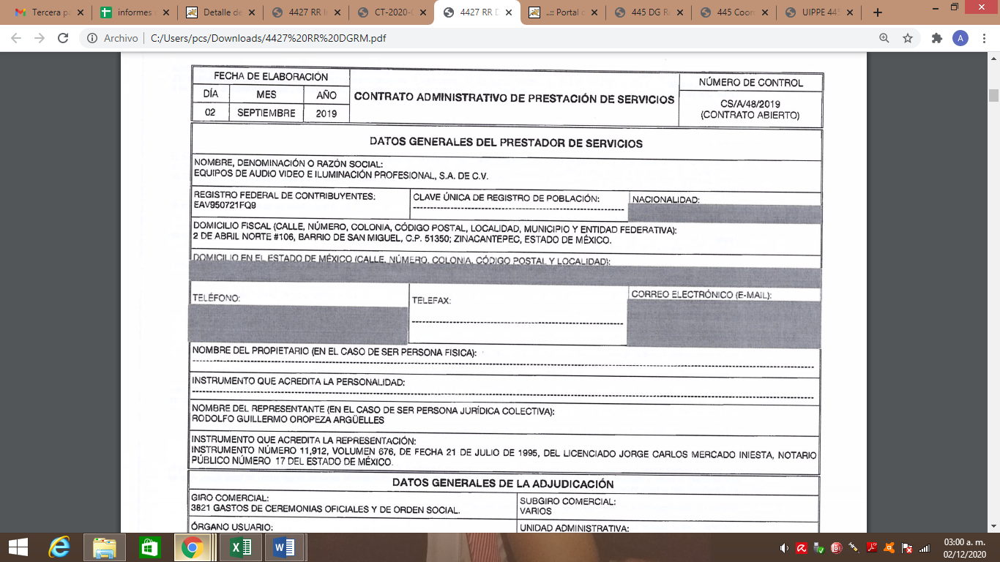 Tercera pa
informes
Detalle de
4427 RR I
CT-2020-
4427 RR D
..:: Portal
445 DG R
445 Coor
UIPPE 44
Archivo
C:/Users/pcs/Downloads/4427%20RR%20DGRM.pdf
A
FECHA DE ELABORACIÓN
DÍA MES AÑO
02 SEPTIEMBRE 2019
CONTRATO ADMINISTRATIVO DE PRESTACIÓN DE SERVICIOS
NÚMERO DE CONTROL
CS/A/48/2019
(CONTRATO ABIERTO)
DATOS GENERALES DEL PRESTADOR DE SERVICIOS
NOMBRE, DENOMINACIÓN O RAZÓN SOCIAL:
EQUIPOS DE AUDIO VIDEO E ILUMINACIÓN PROFESIONAL, S.A. DE C.V.
REGISTRO FEDERAL DE CONTRIBUYENTES:
EAV950721FQ9
CLAVE ÚNICA DE REGISTRO DE POBLACIÓN:
NACIONALIDAD:
DOMICILIO FISCAL (CALLE, NÚMERO, COLONIA, CÓDIGO POSTAL, LOCALIDAD, MUNICIPIO Y ENTIDAD FEDERATIVA):
2 DE ABRIL NORTE #106, BARRIO DE SAN MIGUEL, C.P. 51350; ZINACANTEPEC, ESTADO DE MÉXICO.
DOMICILIO EN EL ESTADO DE MÉXICO (CALLE, NÚMERO, COLONIA, CÓDIGO POSTAL Y LOCALIDAD):
TELÉFONO:
TELEFAX:
CORREO ELECTRÓNICO (E-MAIL):
NOMBRE DEL PROPIETARIO (EN EL CASO DE SER PERSONA FISICA):
INSTRUMENTO QUE ACREDITA LA PERSONALIDAD:
NOMBRE DEL REPRESENTANTE (EN EL CASO DE SER PERSONA JURÍDICA COLECTIVA):
RODOLFO GUILLERMO OROPEZA ARGÜELLES
INSTRUMENTO QUE ACREDITA LA REPRESENTACIÓN:
INSTRUMENTO NÚMERO 11,912, VOLUMEN 676, DE FECHA 21 DE JULIO DE 1995, DEL LICENCIADO JORGE CARLOS MERCADO INIESTA, NOTARIO
PÚBLICO NÚMERO 17 DEL ESTADO DE MÉXICO.
DATOS GENERALES DE LA ADJUDICACIÓN
GIRO COMERCIAL:
3821 GASTOS DE CEREMONIAS OFICIALES Y DE ORDEN SOCIAL.
SUBGIRO COMERCIAL:
VARIOS
ÓRGANO USUARIO:
UNIDAD ADMINISTRATIVA:
03:00 a. m.
02/12/2020